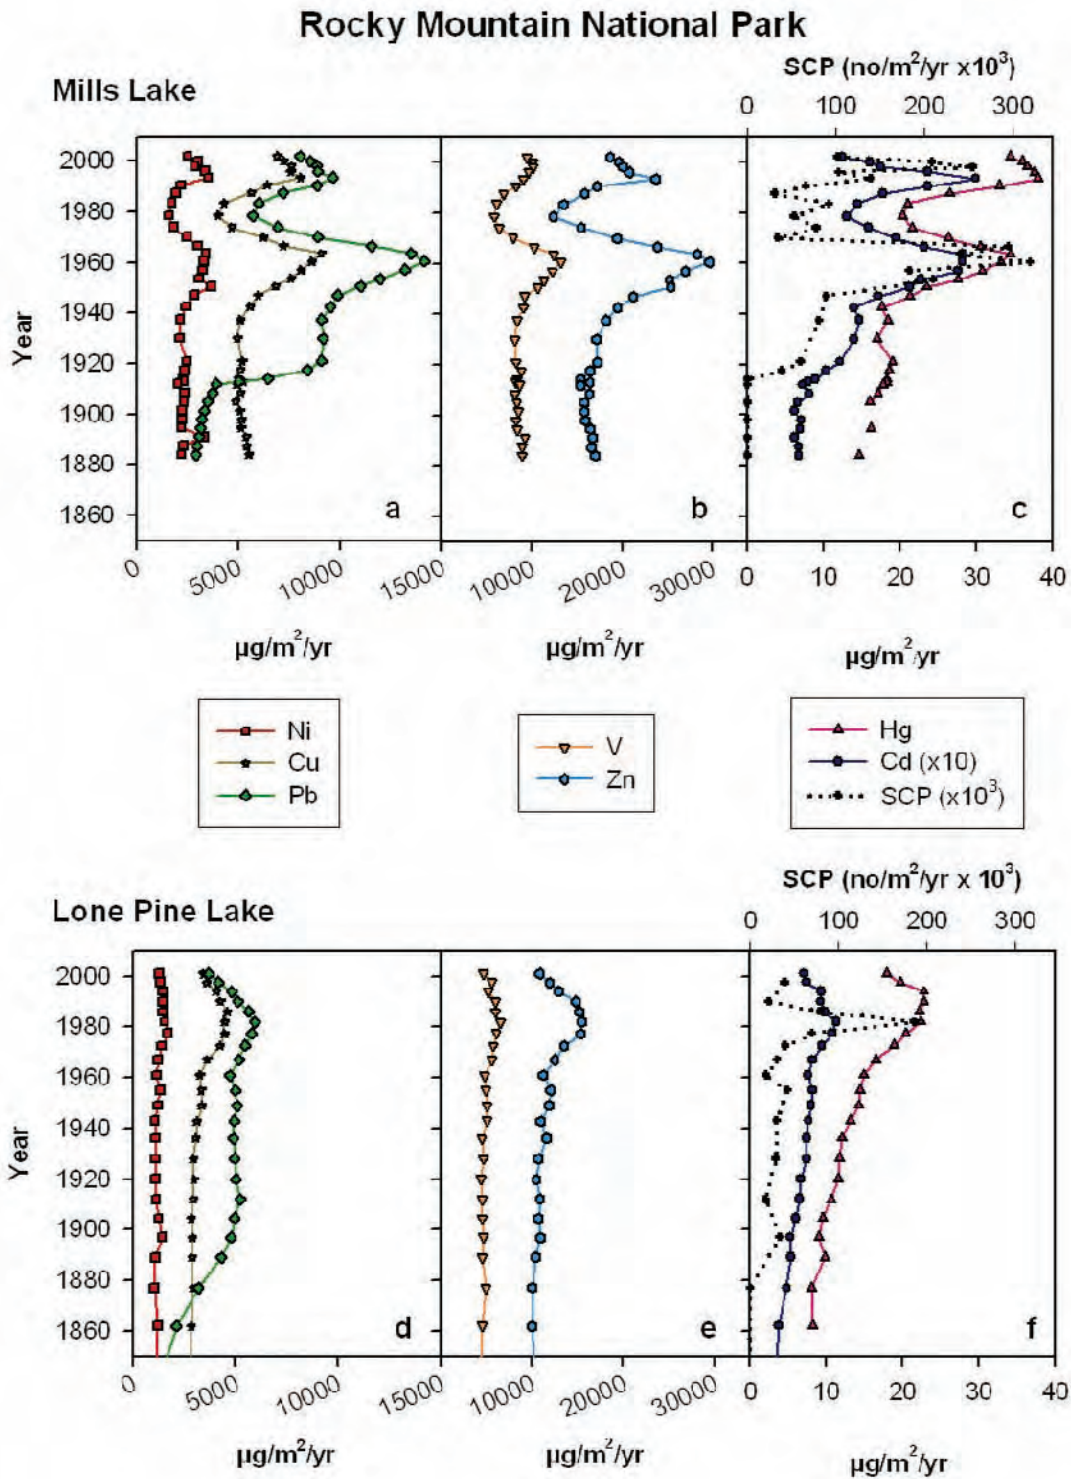 Rocky Mountain National Park
SCP (no/m²/yr x10³)
Mills Lake
0 100 200 300
2000
1980
1960
1940
1920
1900
1880
1860
Year
a
b
c
0 5000 10000 15000
10000 20000 30000
0 10 20 30 40
µg/m²/yr
µg/m²/yr
µg/m²/yr
Ni
Cu
Pb
V
Zn
Hg
Cd (x10)
SCP (x10³)
SCP (no/m²/yr x 10³)
Lone Pine Lake
0 100 200 300
2000
1980
1960
1940
1920
1900
1880
1860
Year
d
e
f
0 5000 10000 15000
100000 200000 300000
0 10 20 30 40
µg/m²/yr
µg/m²/yr
µg/m²/yr